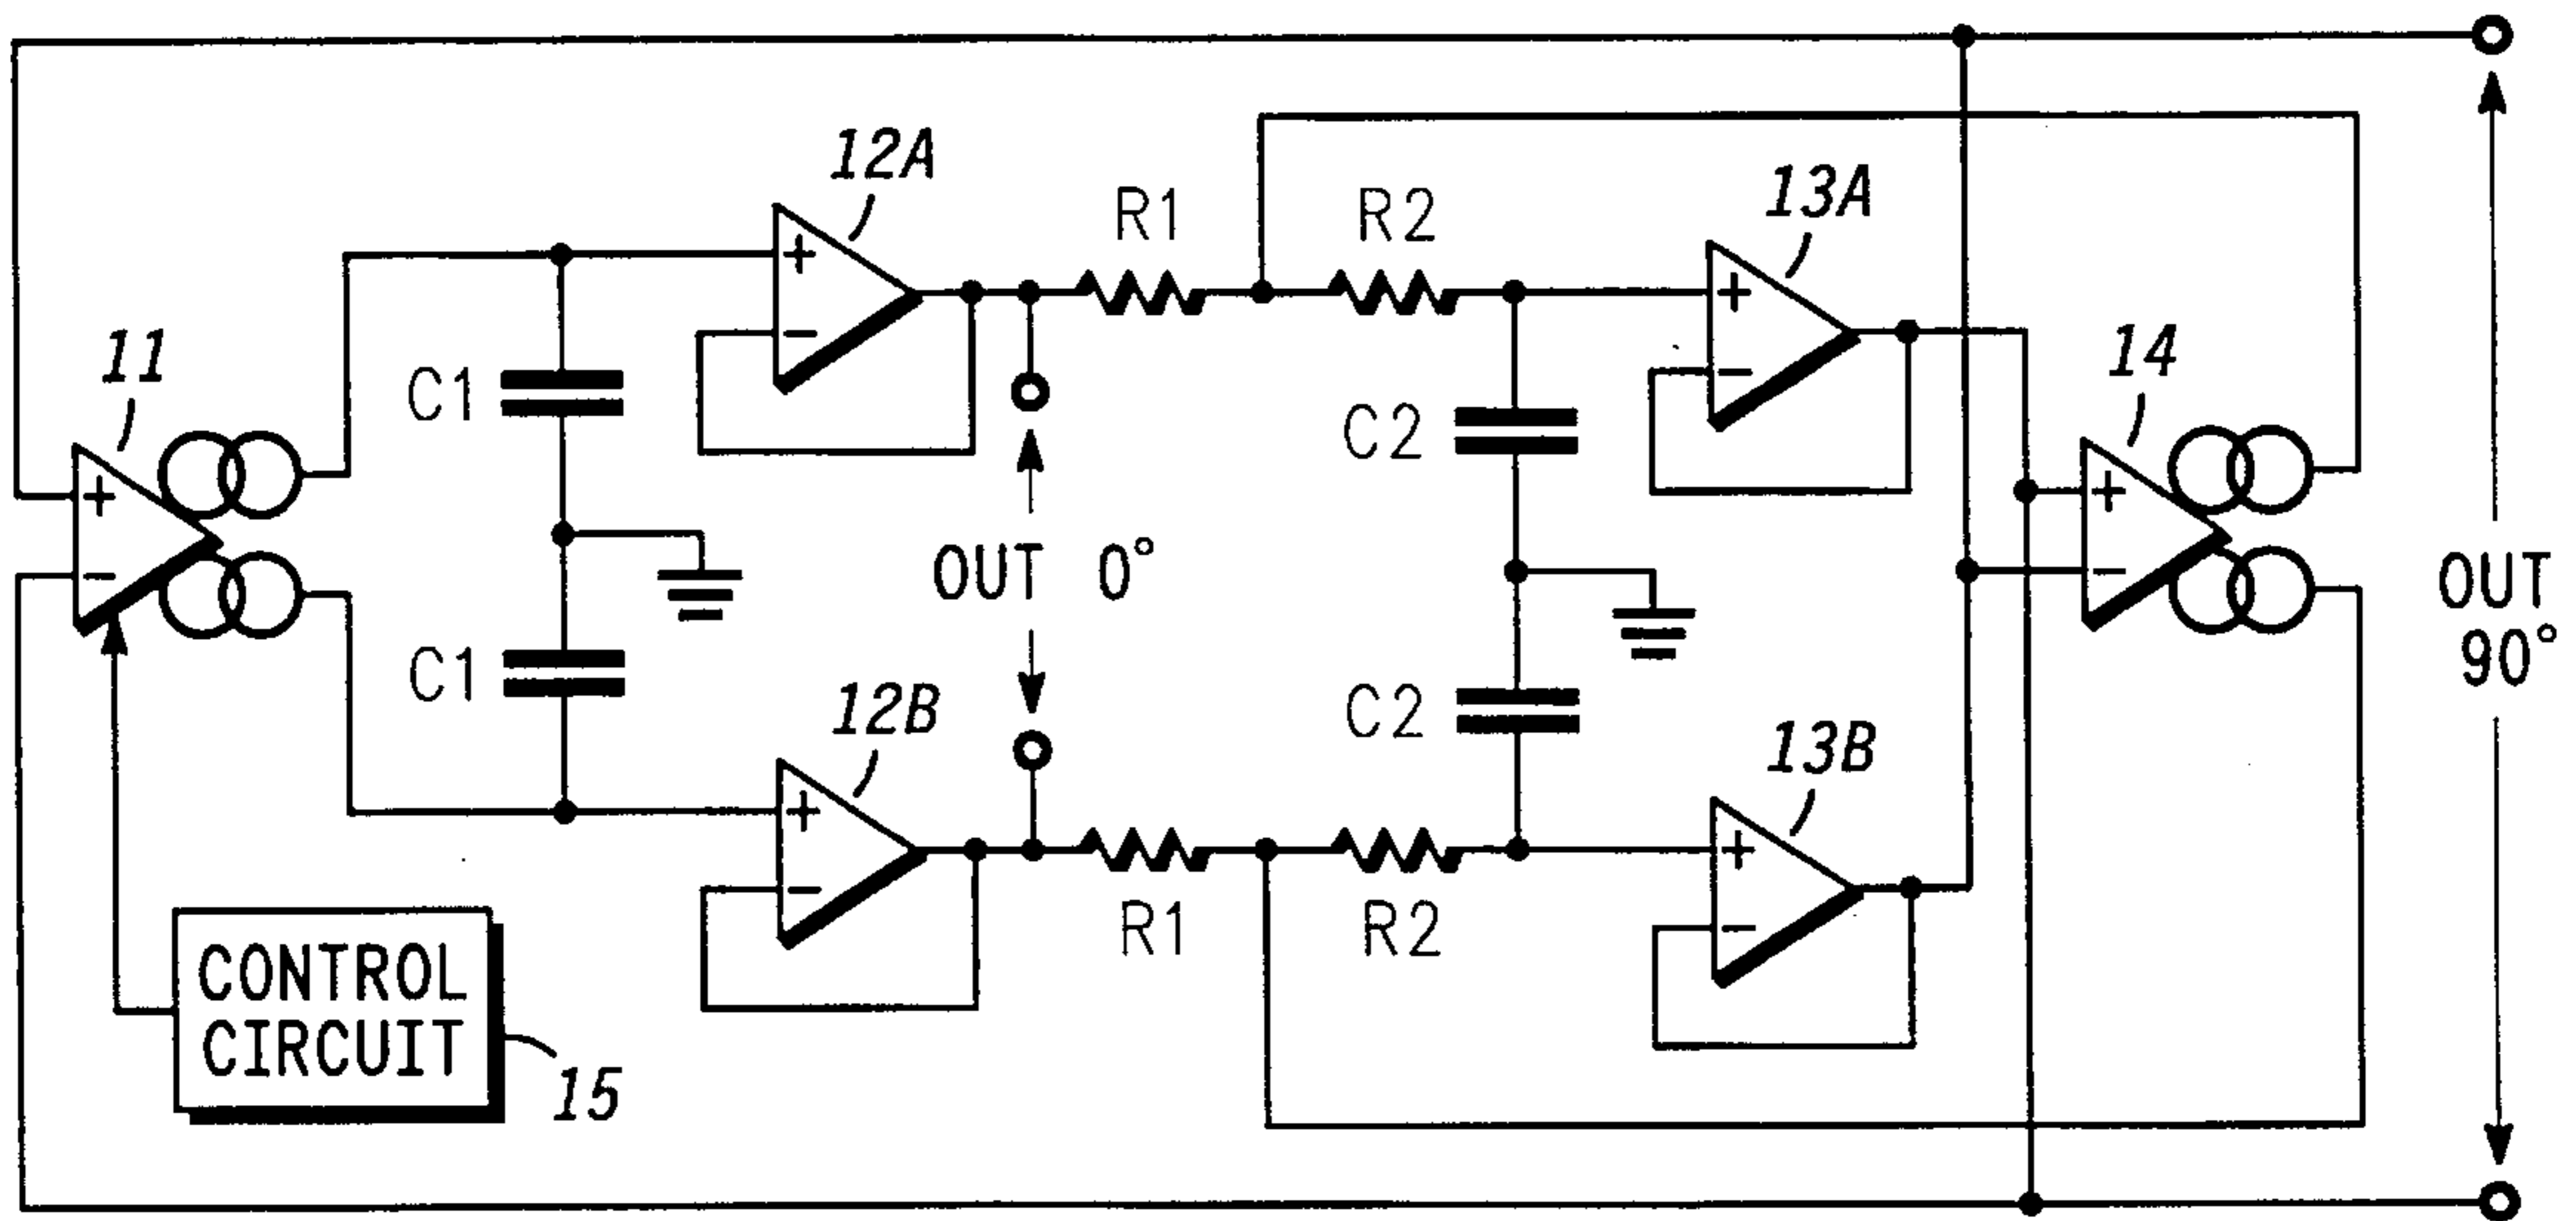 12A
R1
R2
13A
11
C1
+
−
+
−
14
C2
+
−
+
−
OUT 0°
OUT
90°
C1
12B
C2
13B
+
−
R1
R2
+
−
CONTROL
CIRCUIT
15